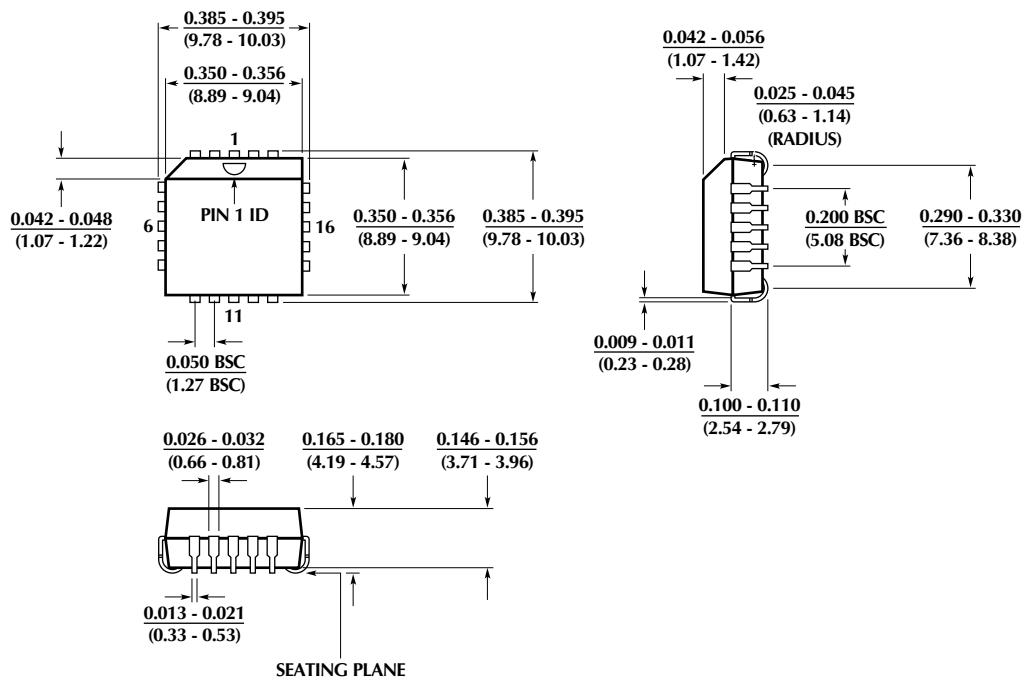 0.385 - 0.395
(9.78 - 10.03)
0.350 - 0.356
(8.89 - 9.04)
1
0.042 - 0.048
(1.07 - 1.22)
6
PIN 1 ID
16
0.350 - 0.356
(8.89 - 9.04)
0.385 - 0.395
(9.78 - 10.03)
11
0.050 BSC
(1.27 BSC)
0.042 - 0.056
(1.07 - 1.42)
0.025 - 0.045
(0.63 - 1.14)
(RADIUS)
0.200 BSC
(5.08 BSC)
0.290 - 0.330
(7.36 - 8.38)
0.009 - 0.011
(0.23 - 0.28)
0.100 - 0.110
(2.54 - 2.79)
0.026 - 0.032
(0.66 - 0.81)
0.165 - 0.180
(4.19 - 4.57)
0.146 - 0.156
(3.71 - 3.96)
0.013 - 0.021
(0.33 - 0.53)
SEATING PLANE